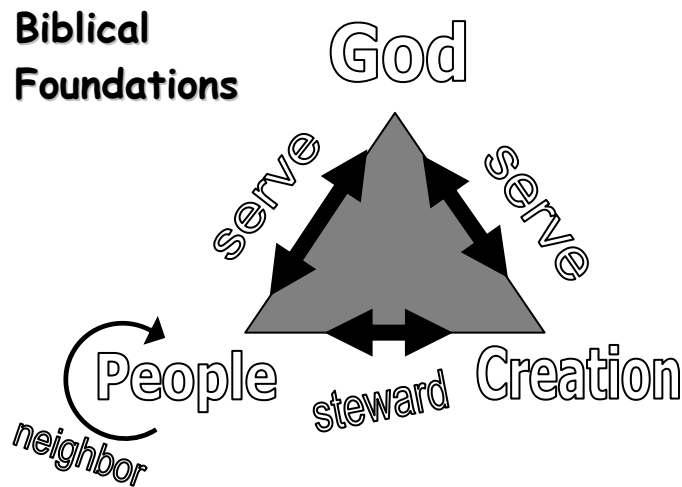 Biblical
Foundations
God
serve
serve
People
Creation
steward
neighbor